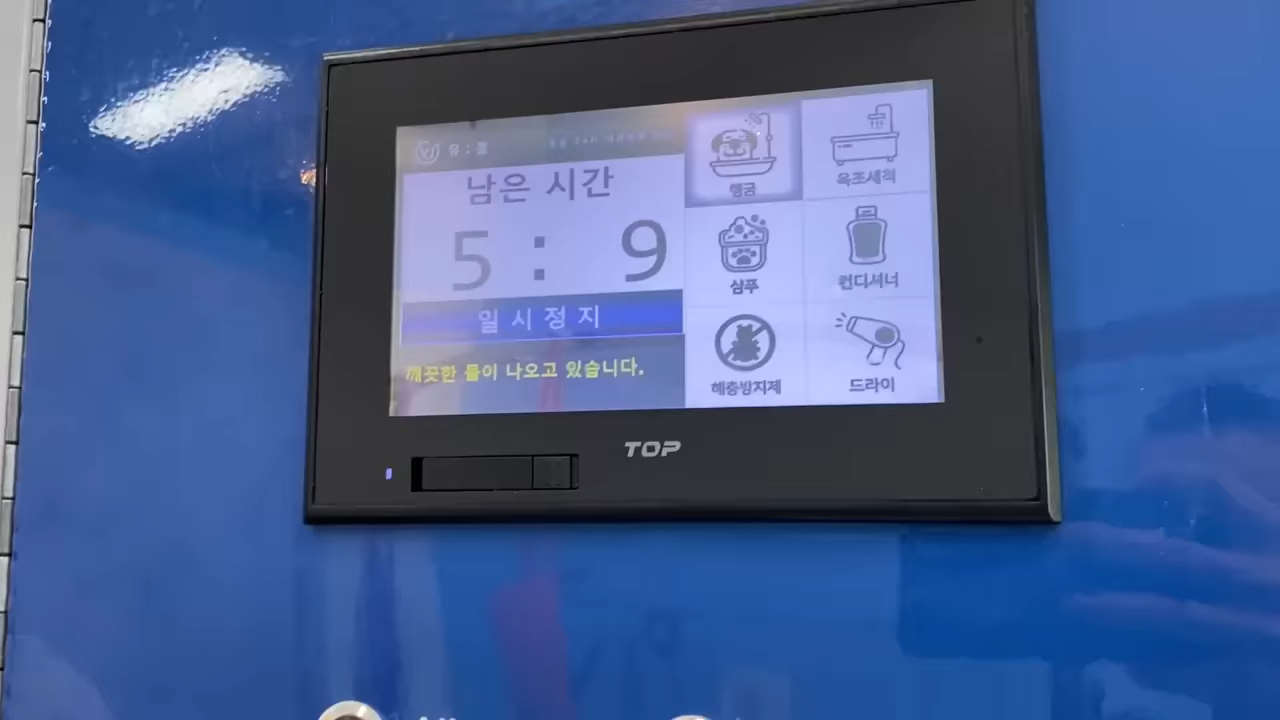 남은 시간
5 : 9
일시정지
깨끗한 물이 나오고 있습니다.
헹굼
욕조세척
샴푸
컨디셔너
해충방지제
드라이
TOP